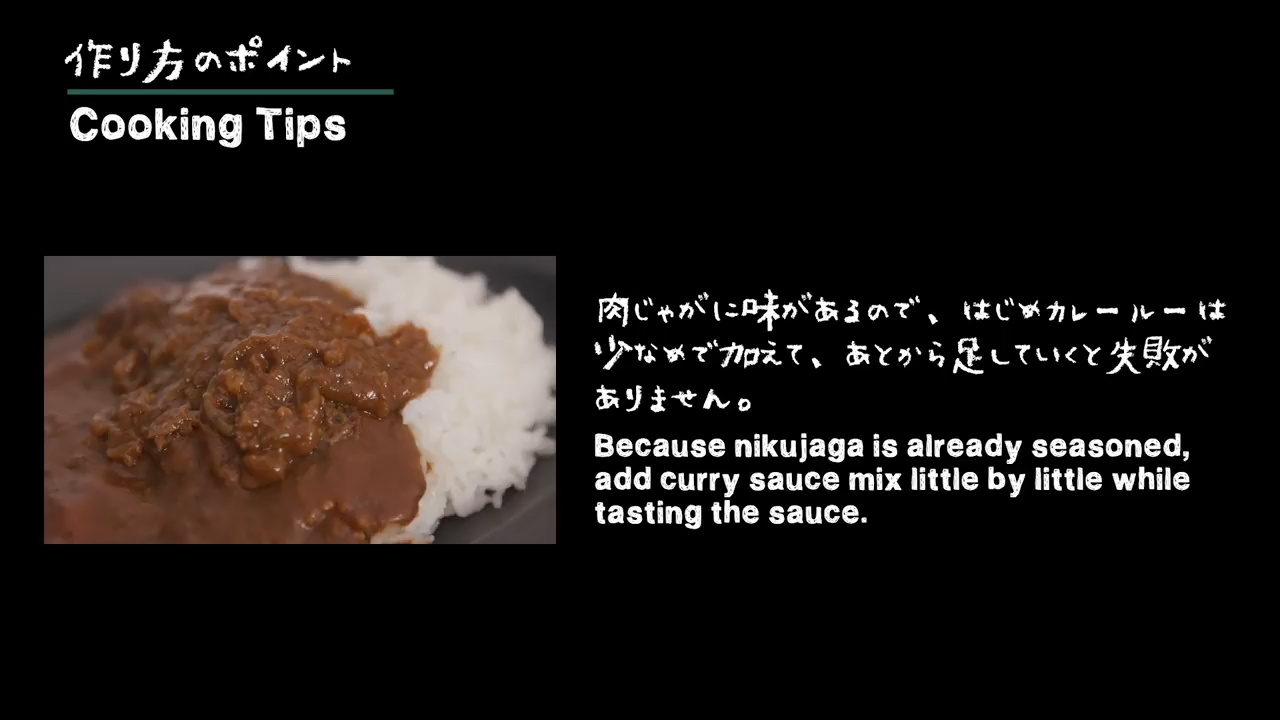 作り方のポイント
Cooking Tips
肉じゃがに味があるので、はじめカレールーは
少なめで加えて、あとから足していくと失敗が
ありません。
Because nikujaga is already seasoned,
add curry sauce mix little by little while
tasting the sauce.